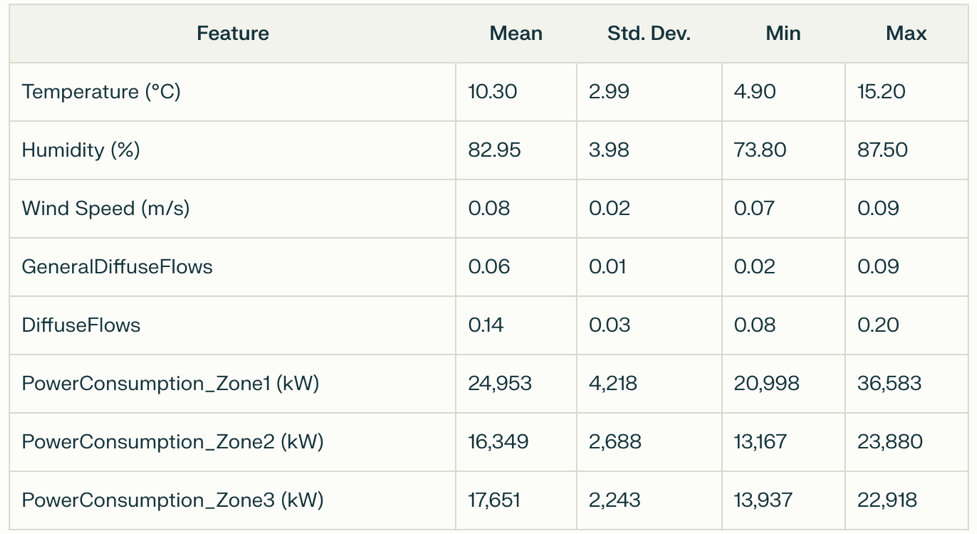 Feature Mean Std. Dev. Min Max
Temperature (°C) 10.30 2.99 4.90 15.20
Humidity (%) 82.95 3.98 73.80 87.50
Wind Speed (m/s) 0.08 0.02 0.07 0.09
GeneralDiffuseFlows 0.06 0.01 0.02 0.09
DiffuseFlows 0.14 0.03 0.08 0.20
PowerConsumption_Zone1 (kW) 24,953 4,218 20,998 36,583
PowerConsumption_Zone2 (kW) 16,349 2,688 13,167 23,880
PowerConsumption_Zone3 (kW) 17,651 2,243 13,937 22,918